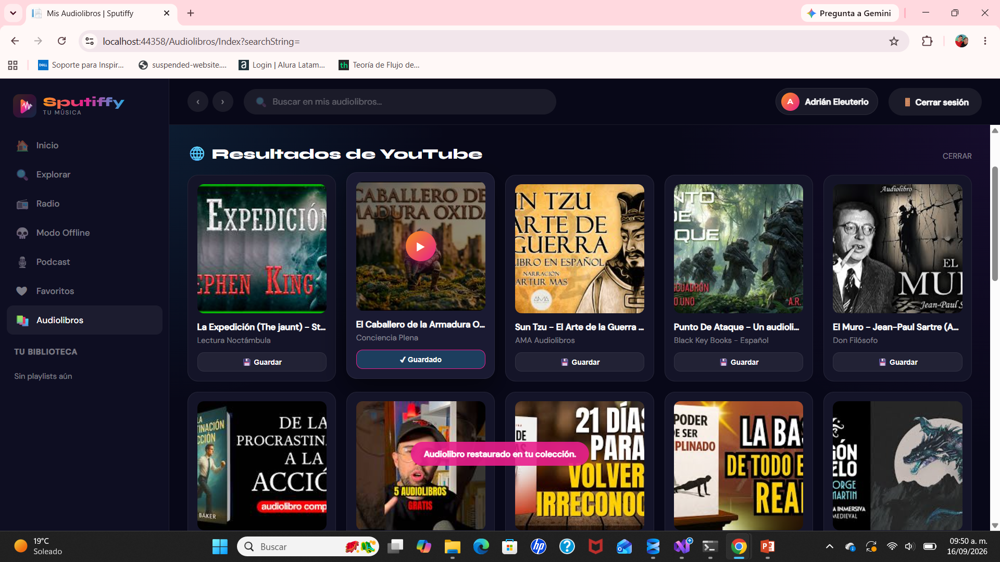 Mis Audiolibros | Sputiffy
Pregunta a Gemini
localhost:44358/Audiolibros/Index?searchString=
Soporte para Inspir...
suspended-website....
Login | Alura Latam...
Teoría de Flujo de...
Sputiffy
TU MÚSICA
Buscar en mis audiolibros...
A
Adrián Eleuterio
Cerrar sesión
Inicio
Explorar
Radio
Modo Offline
Podcast
Favoritos
Audiolibros
TU BIBLIOTECA
Sin playlists aún
Resultados de YouTube
CERRAR
EXPEDICIÓN
EPHEN KING
La Expedición (The jaunt) – St...
Lectura Noctámbula
Guardar
CABALLERO DE
MADURA OXIDA
El Caballero de la Armadura O...
Conciencia Plena
✓ Guardado
UN TZU
ARTE DE
GUERRA
LIBRO EN ESPAÑOL
NARRACIÓN
ARTUR MAS
AMA
Sun Tzu – El Arte de la Guerra ...
AMA Audiolibros
Guardar
NTO
DE
QUE
SCUADRÓN
O UNO
A.R.
Punto De Ataque – Un audioli...
Black Key Books – Español
Guardar
Audiolibro
EL
MU
Jean-Paul S
El Muro – Jean-Paul Sartre (A...
Don Filósofo
Guardar
LA
TINACIÓN
CCIÓN
BAKER
DE LA
PROCRASTIN
A LA
ACCIÓ
audiolibro comp
5 AUDIOLIBROS
GRATIS
DE
21 DÍAS
PARA
VOLVER
IRRECONOC
PODER
E SER
PLINADO
LA BAS
DE TODO E
REA
GÓN
ELO
ORGE
MARTIN
A INMERSIVA
MEDIEVAL
Audiolibro restaurado en tu colección.
19°C
Soleado
Buscar
09:50 a. m.
16/09/2026